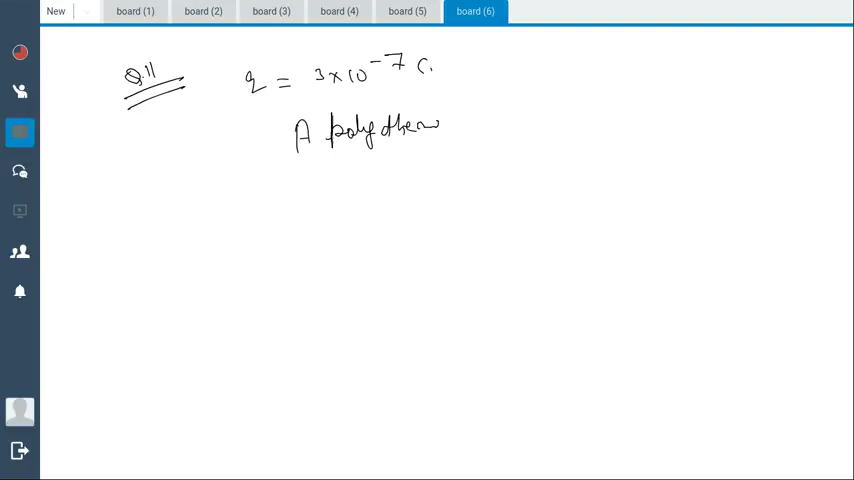 New board (1) board (2) board (3) board (4) board (5) board (6)
Q.11 q = 3×10⁻⁷ C.
A polythene